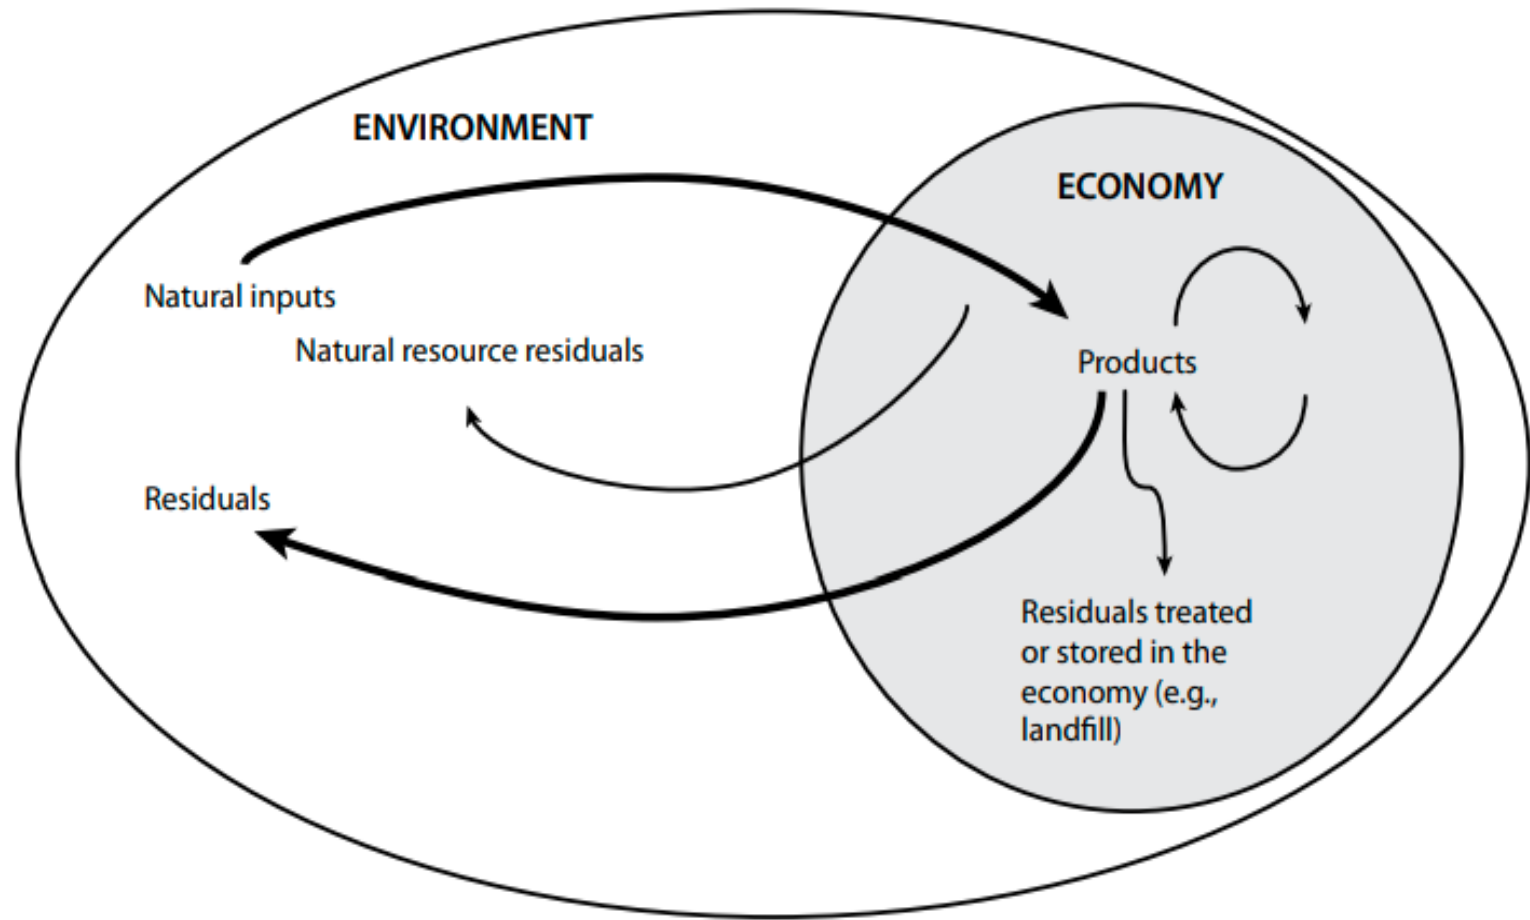 ENVIRONMENT
ECONOMY
Natural inputs
Natural resource residuals
Products
Residuals
Residuals treated
or stored in the
economy (e.g.,
landfill)